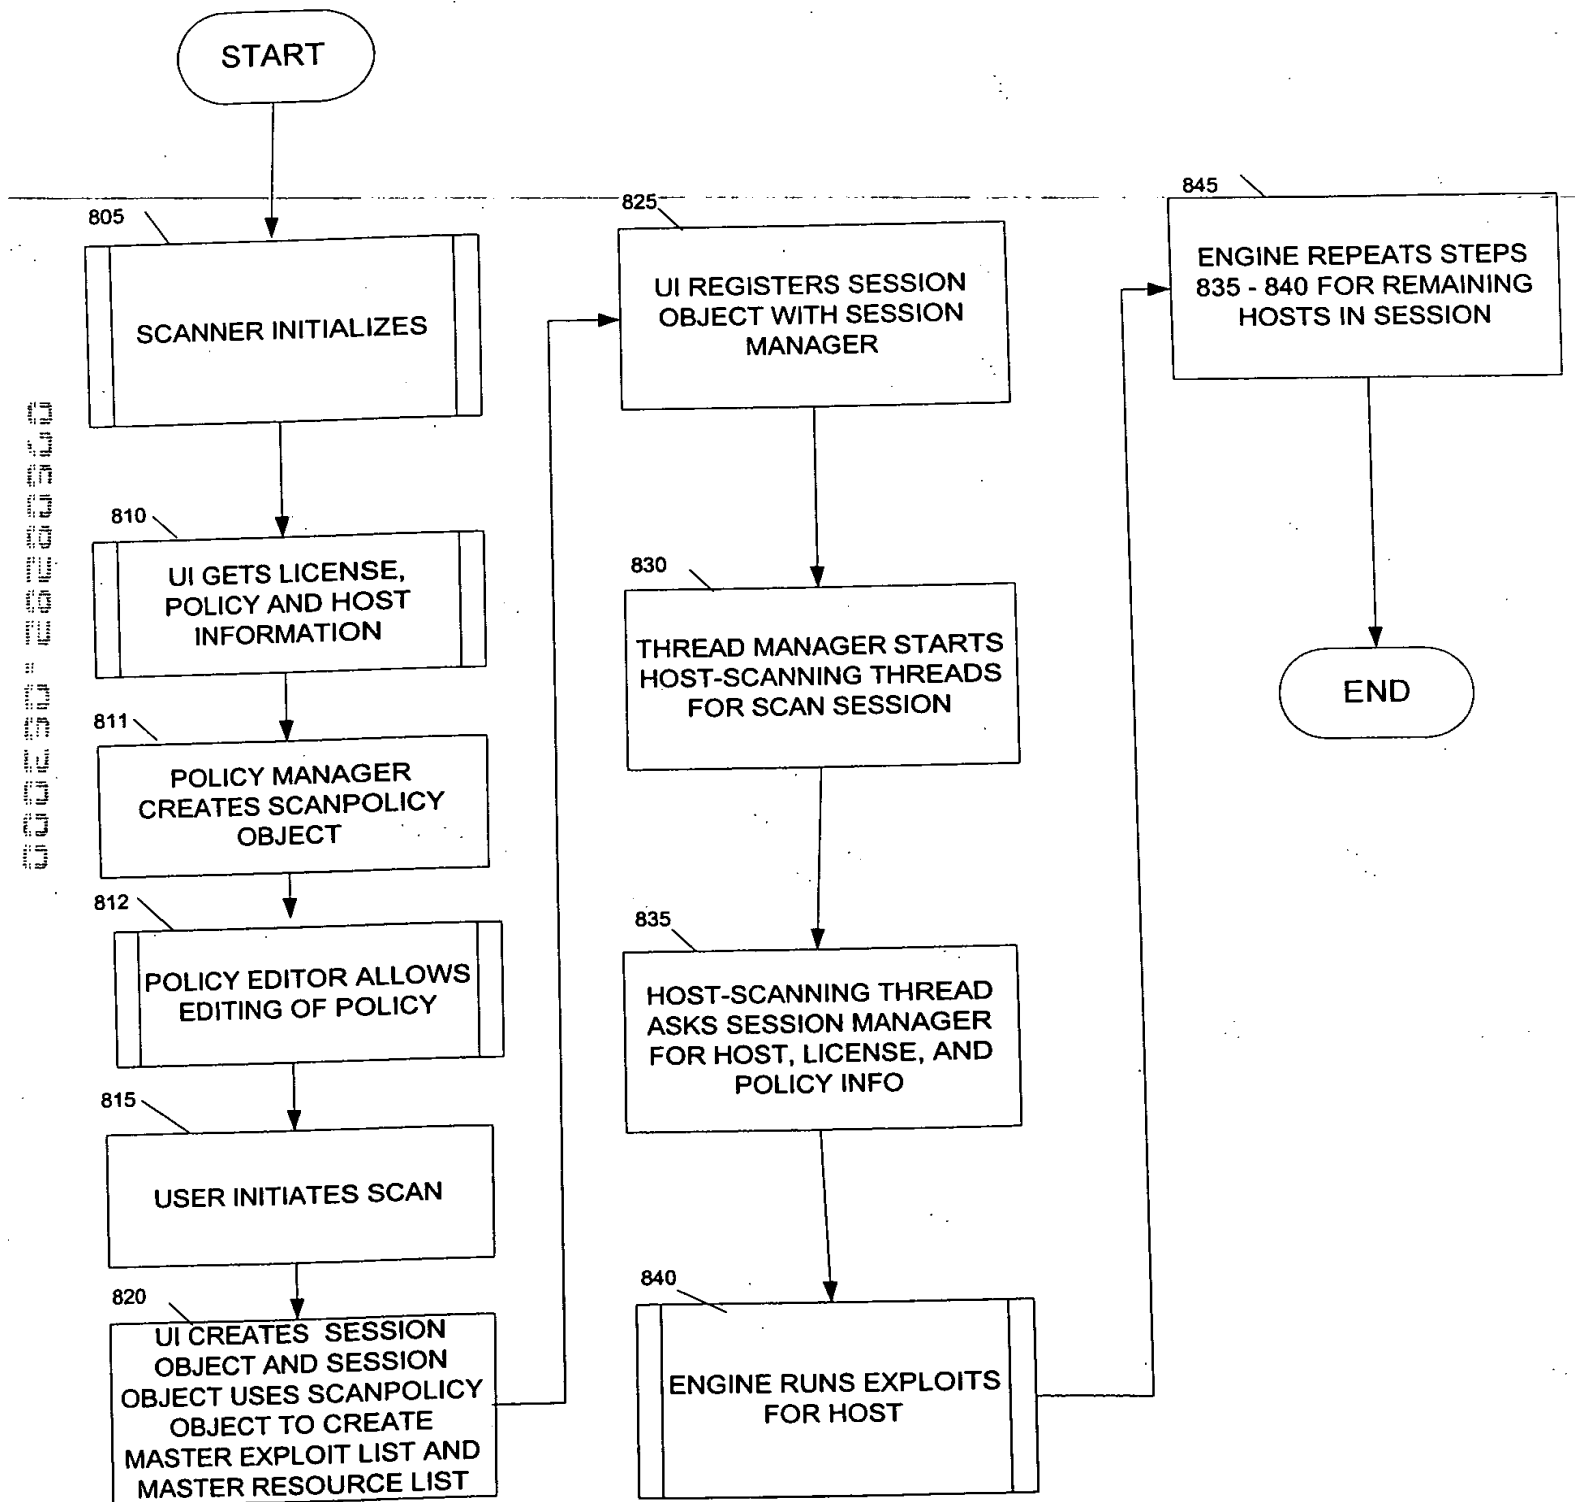 START
805
SCANNER INITIALIZES
810
UI GETS LICENSE,
POLICY AND HOST
INFORMATION
811
POLICY MANAGER
CREATES SCANPOLICY
OBJECT
812
POLICY EDITOR ALLOWS
EDITING OF POLICY
815
USER INITIATES SCAN
820
UI CREATES SESSION
OBJECT AND SESSION
OBJECT USES SCANPOLICY
OBJECT TO CREATE
MASTER EXPLOIT LIST AND
MASTER RESOURCE LIST
825
UI REGISTERS SESSION
OBJECT WITH SESSION
MANAGER
830
THREAD MANAGER STARTS
HOST-SCANNING THREADS
FOR SCAN SESSION
835
HOST-SCANNING THREAD
ASKS SESSION MANAGER
FOR HOST, LICENSE, AND
POLICY INFO
840
ENGINE RUNS EXPLOITS
FOR HOST
845
ENGINE REPEATS STEPS
835 - 840 FOR REMAINING
HOSTS IN SESSION
END